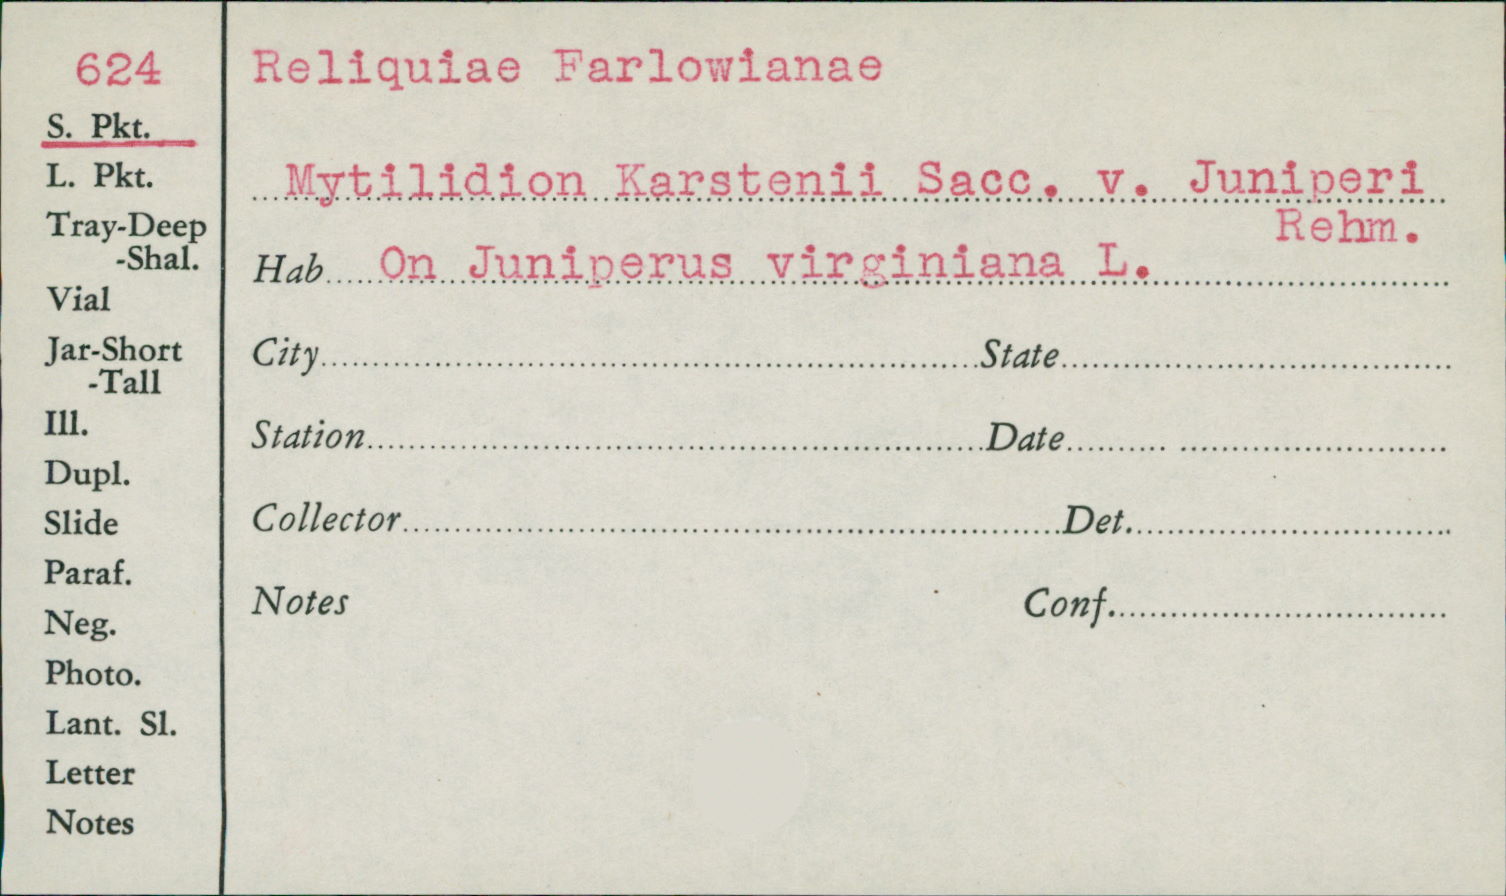 624
S. Pkt.
L. Pkt.
Tray-Deep
-Shal.
Vial
Jar-Short
-Tall
Ill.
Dupl.
Slide
Paraf.
Neg.
Photo.
Lant. Sl.
Letter
Notes
Reliquiae Farlowianae
Mytilidion Karstenii Sacc. v. Juniperi
Rehm.
Hab On Juniperus virginiana L.
City State
Station Date
Collector Det.
Notes Conf.